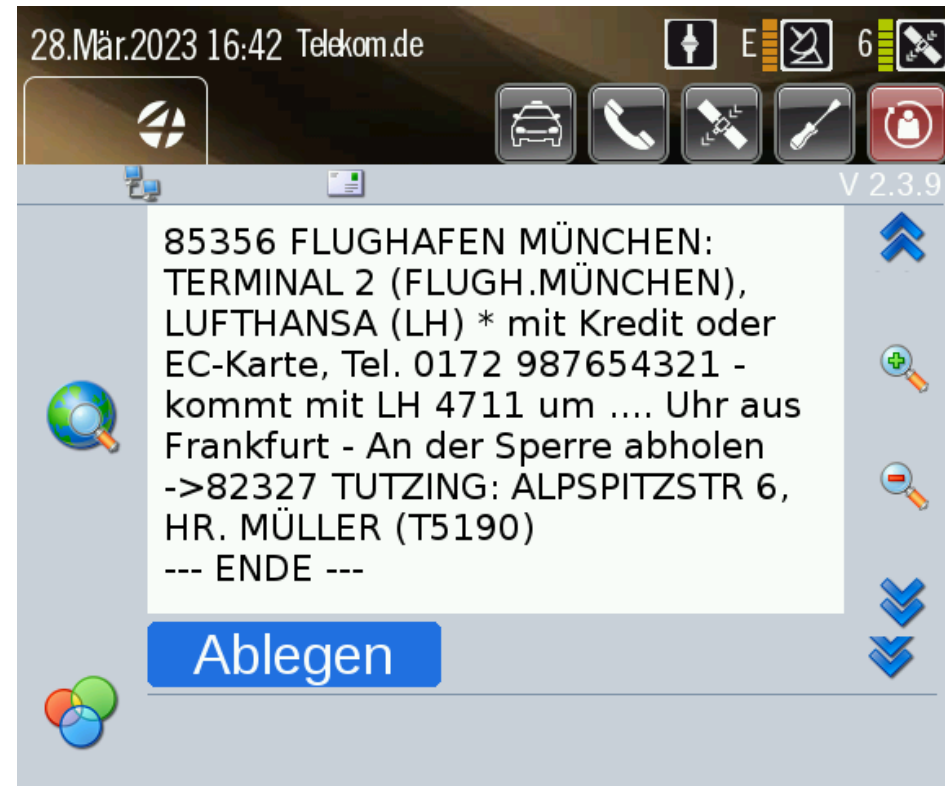 28.Mär.2023 16:42 Telekom.de
E
6
V 2.3.9
85356 FLUGHAFEN MÜNCHEN:
TERMINAL 2 (FLUGH.MÜNCHEN),
LUFTHANSA (LH) * mit Kredit oder
EC-Karte, Tel. 0172 987654321 -
kommt mit LH 4711 um .... Uhr aus
Frankfurt - An der Sperre abholen
->82327 TUTZING: ALPSPITZSTR 6,
HR. MÜLLER (T5190)
--- ENDE ---
Ablegen